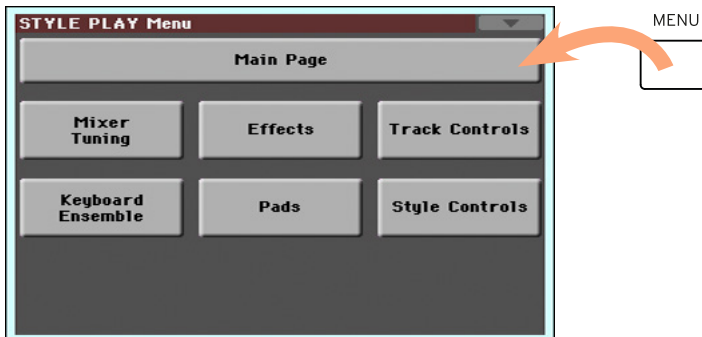 STYLE PLAY Menu
MENU
Main Page
Mixer
Tuning
Effects
Track Controls
Keyboard
Ensemble
Pads
Style Controls